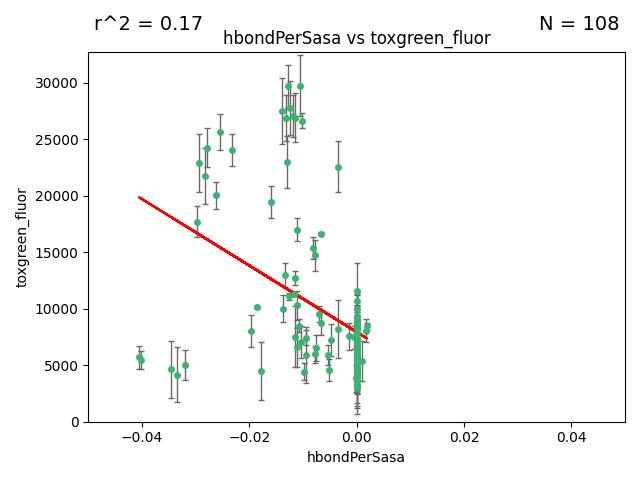 r^2 = 0.17
N = 108
hbondPerSasa vs toxgreen_fluor
toxgreen_fluor
30000
25000
20000
15000
10000
5000
0
−0.04
−0.02
0.00
0.02
0.04
hbondPerSasa